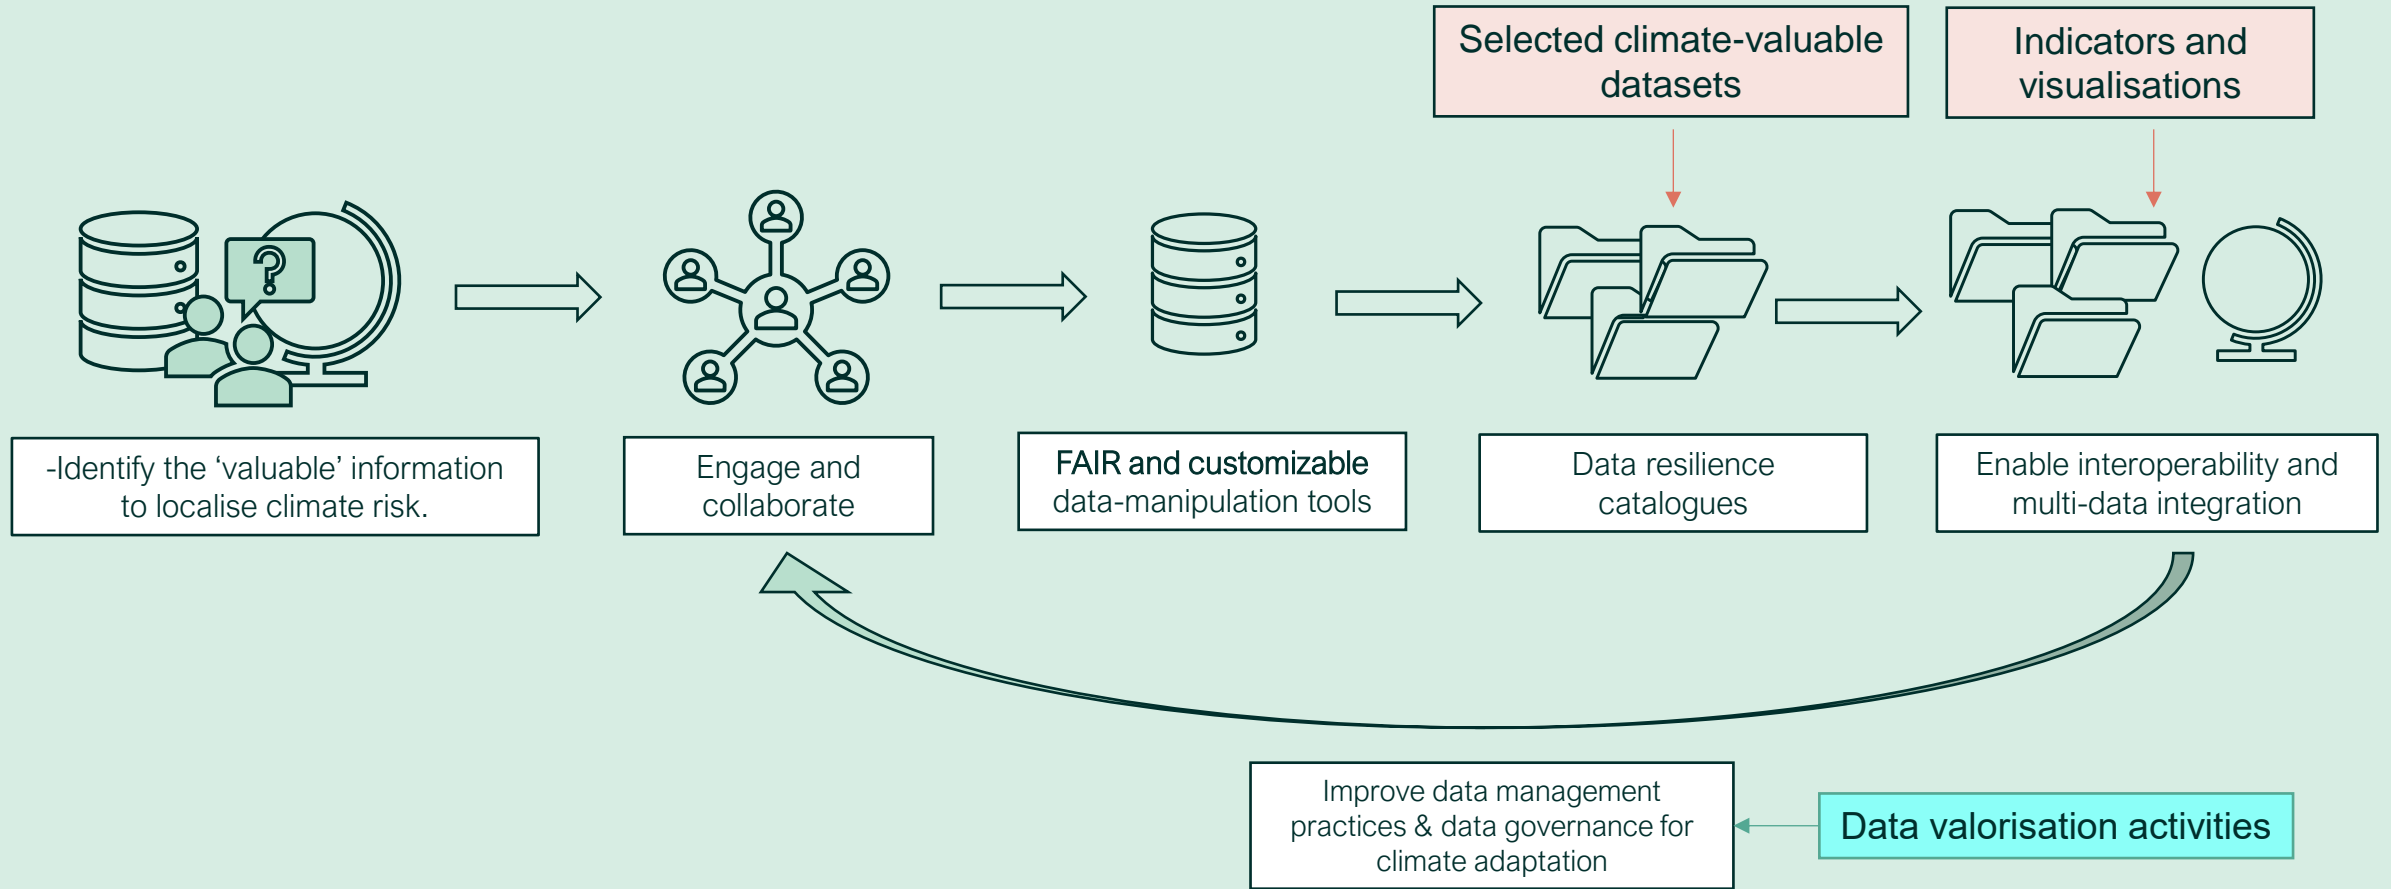 Selected climate-valuable
datasets
Indicators and
visualisations
?
-Identify the ‘valuable’ information
to localise climate risk.
Engage and
collaborate
FAIR and customizable
data-manipulation tools
Data resilience
catalogues
Enable interoperability and
multi-data integration
Improve data management
practices & data governance for
climate adaptation
Data valorisation activities